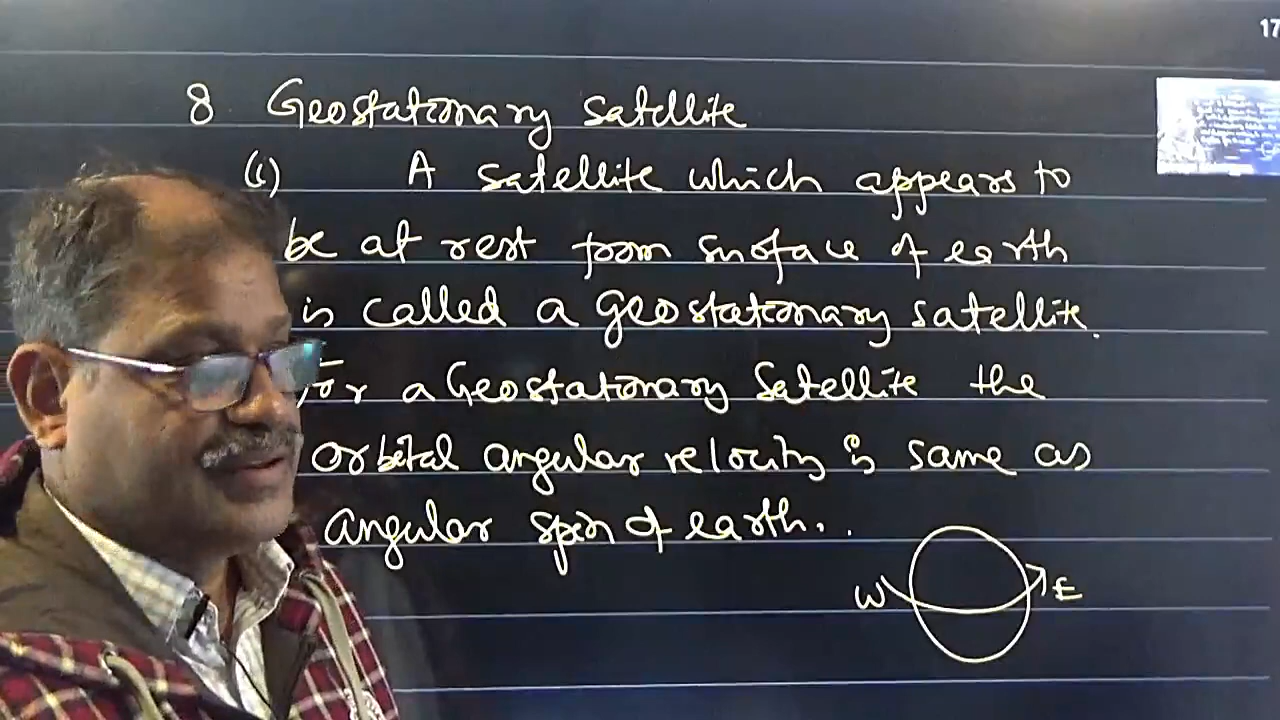 17
8 Geostationary satellite
(i) A satellite which appears to
be at rest from surface of earth
is called a geostationary satellite.
For a Geostationary Satellite the
orbital angular velocity is same as
angular spin of earth.
W E